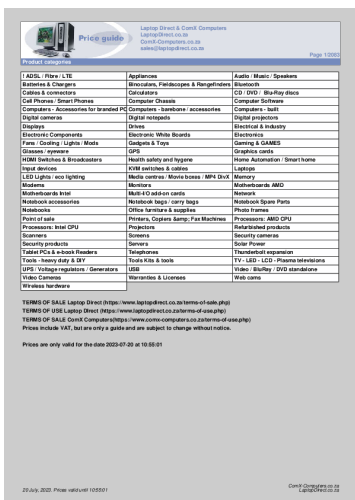 Price guide
Laptop Direct & ComX Computers
LaptopDirect.co.za
ComX-Computers.co.za
sales@laptopdirect.co.za
Page 1/2083
Product categories
! ADSL / Fibre / LTE Appliances Audio / Music / Speakers
Batteries & Chargers Binoculars, Fieldscopes & Rangefinders Bluetooth
Cables & connectors Calculators CD / DVD / Blu-Ray discs
Cell Phones / Smart Phones Computer Chassis Computer Software
Computers - Accessories for branded PC Computers - barebone / accessories Computers - built
Digital cameras Digital notepads Digital projectors
Displays Drives Electrical & Industry
Electronic Components Electronic White Boards Electronics
Fans / Cooling / Lights / Mods Gadgets & Toys Gaming & GAMES
Glasses / eyewear GPS Graphics cards
HDMI Switches & Broadcasters Health safety and hygene Home Automation / Smart home
Input devices KVM switches & cables Laptops
LED Lights / eco lighting Media centres / Movie boxes / MP4 DivX Memory
Modems Monitors Motherboards AMD
Motherboards Intel Multi-I/O add-on cards Network
Notebook accessories Notebook bags / carry bags Notebook Spare Parts
Notebooks Office furniture & supplies Photo frames
Point of sale Printers, Copiers &amp; Fax Machines Processors: AMD CPU
Processors: Intel CPU Projectors Refurbished products
Scanners Screens Security cameras
Security products Servers Solar Power
Tablet PCs & e-book Readers Telephones Thunderbolt expansion
Tools - heavy duty & DIY Tools Kits & tools TV - LED - LCD - Plasma televisions
UPS / Voltage regulators / Generators USB Video / BluRay / DVD standalone
Video Cameras Warranties & Licenses Web cams
Wireless hardware
TERMS OF SALE Laptop Direct (https://www.laptopdirect.co.za/terms-of-sale.php)
TERMS OF USE Laptop Direct (https://www.laptopdirect.co.za/terms-of-use.php)
TERMS OF SALE ComX Computers(https://www.comx-computers.co.za/terms-of-use.php)
Prices include VAT, but are only a guide and are subject to change without notice.
Prices are only valid for the date 2023-07-20 at 10:55:01
20 July, 2023. Prices valid until 10:55:01
ComX-Computers.co.za
LaptopDirect.co.za